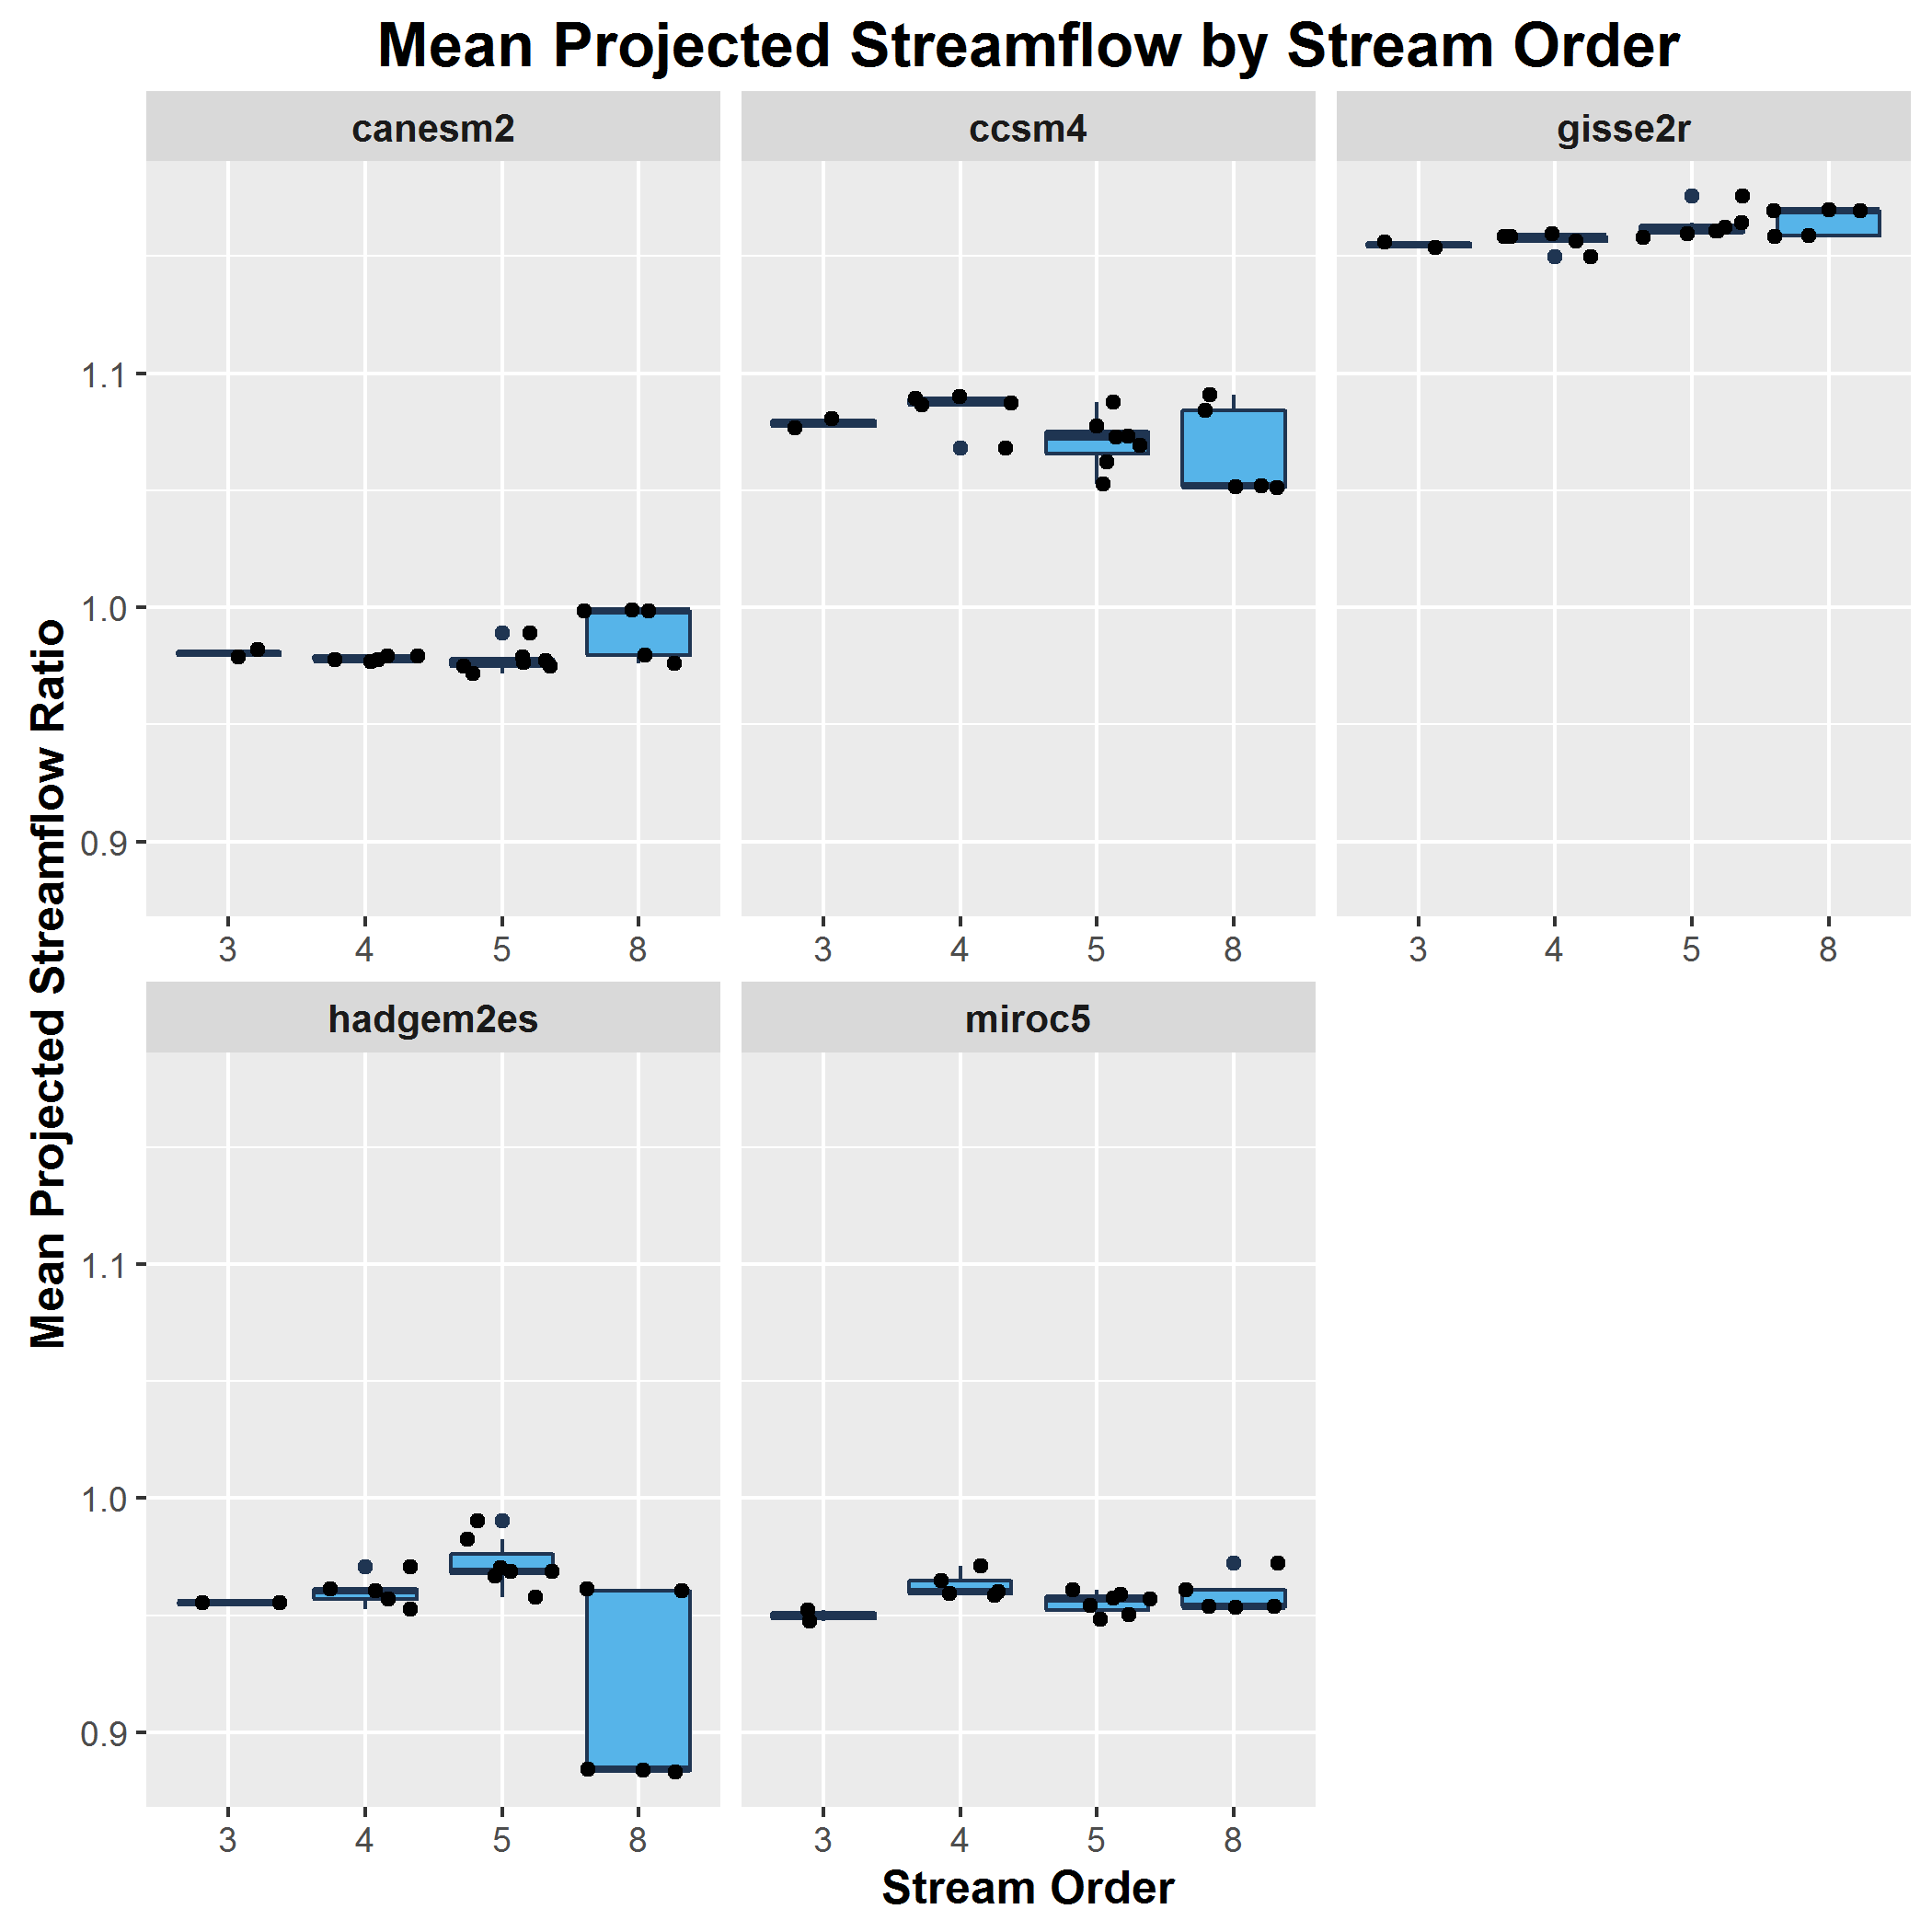 Mean Projected Streamflow by Stream Order
canesm2
ccsm4
gisse2r
1.1
1.0
0.9
3 4 5 8
3 4 5 8
3 4 5 8
Mean Projected Streamflow Ratio
hadgem2es
miroc5
1.1
1.0
0.9
3 4 5 8
3 4 5 8
Stream Order